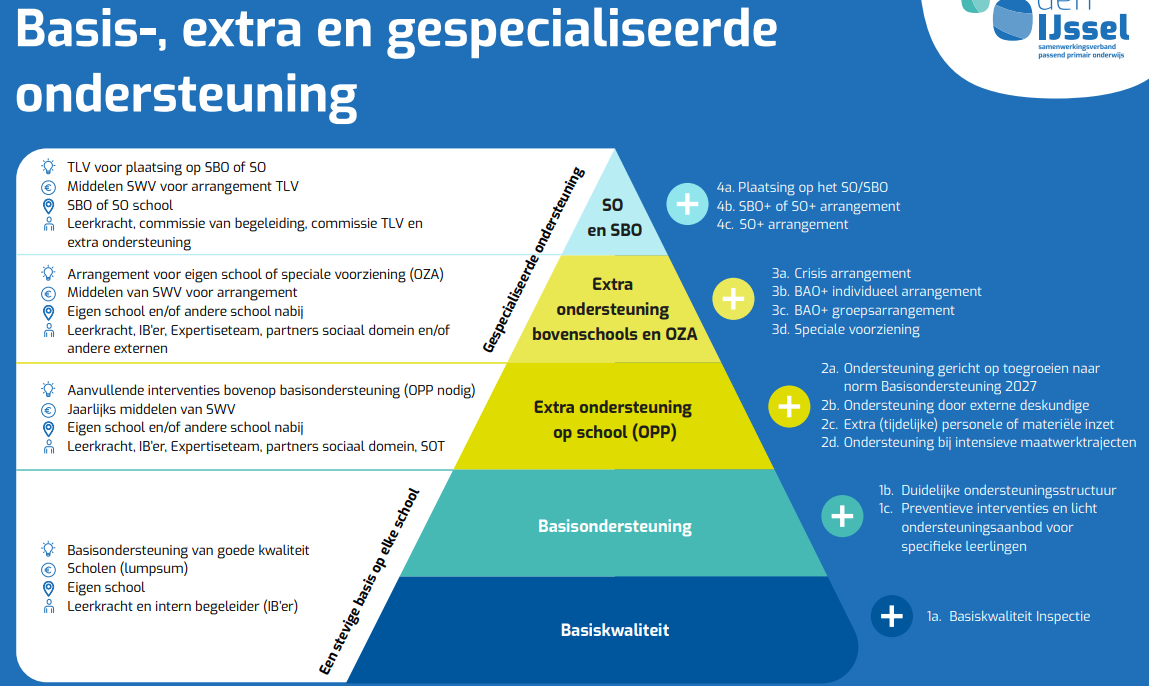 Basis-, extra en gespecialiseerde
ondersteuning
IJssel
samenwerkingsverband
passend primair onderwijs
TLV voor plaatsing op SBO of SO
Middelen SWV voor arrangement TLV
SBO of SO school
Leerkracht, commissie van begeleiding, commissie TLV en
extra ondersteuning
Gespecialiseerde ondersteuning
SO
en SBO
4a. Plaatsing op het SO/SBO
4b. SBO+ of SO+ arrangement
4c. SO+ arrangement
Arrangement voor eigen school of speciale voorziening (OZA)
Middelen van SWV voor arrangement
Eigen school en/of andere school nabij
Leerkracht, IB'er, Expertiseteam, partners sociaal domein en/of
andere externen
Extra
ondersteuning
bovenschools en OZA
3a. Crisis arrangement
3b. BAO+ individueel arrangement
3c. BAO+ groepsarrangement
3d. Speciale voorziening
Aanvullende interventies bovenop basisondersteuning (OPP nodig)
Jaarlijks middelen van SWV
Eigen school en/of andere school nabij
Leerkracht, IB'er, Expertiseteam, partners sociaal domein, SOT
Extra ondersteuning
op school (OPP)
2a. Ondersteuning gericht op toegroeien naar
norm Basisondersteuning 2027
2b. Ondersteuning door externe deskundige
2c. Extra (tijdelijke) personele of materiële inzet
2d. Ondersteuning bij intensieve maatwerktrajecten
Basisondersteuning van goede kwaliteit
Scholen (lumpsum)
Eigen school
Leerkracht en intern begeleider (IB'er)
Een stevige basis op elke school
Basisondersteuning
1b. Duidelijke ondersteuningsstructuur
1c. Preventieve interventies en licht
ondersteuningsaanbod voor
specifieke leerlingen
Basiskwaliteit
1a. Basiskwaliteit Inspectie